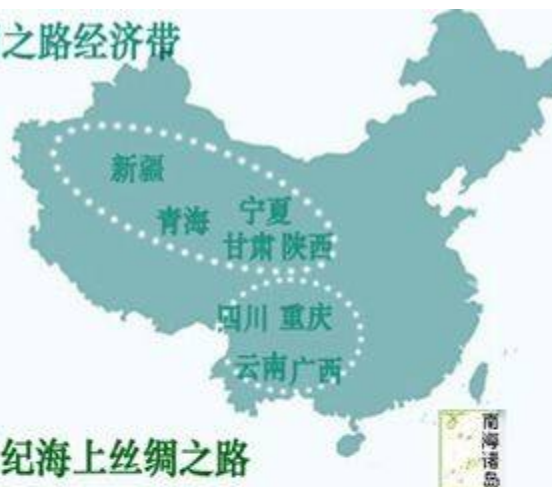 之路经济带
新疆
青海 宁夏
甘肃 陕西
四川 重庆
云南 广西
南海诸岛
纪海上丝绸之路